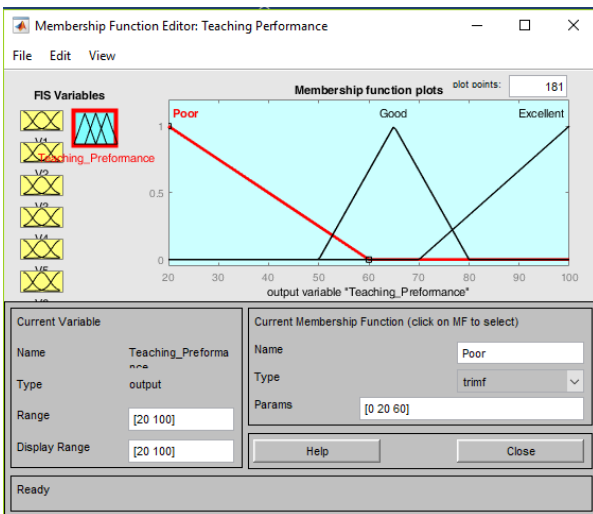 Membership Function Editor: Teaching Performance
File Edit View
FIS Variables
Membership function plots
plot points:
181
V1
V2
V3
V4
V5
Teaching_Preformance
Poor
Good
Excellent
1
0.5
0
20 30 40 50 60 70 80 90 100
output variable "Teaching_Preformance"
Current Variable
Name Teaching_Preforma
nce
Type output
Range [20 100]
Display Range [20 100]
Current Membership Function (click on MF to select)
Name Poor
Type trimf
Params [0 20 60]
Help
Close
Ready